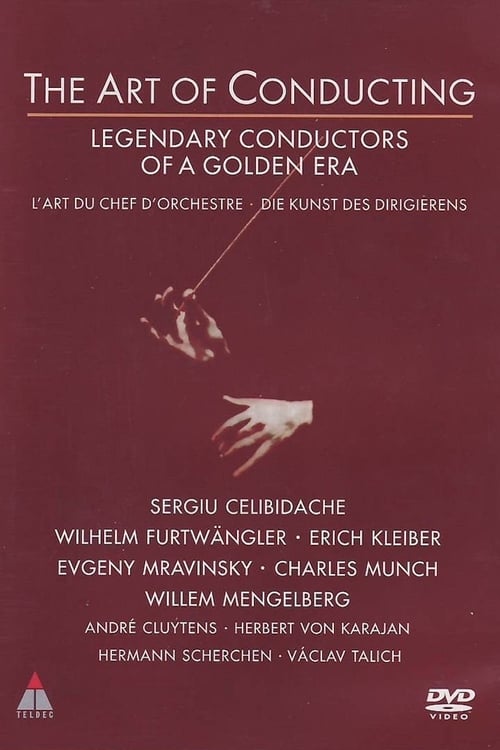 THE ART OF CONDUCTING
LEGENDARY CONDUCTORS
OF A GOLDEN ERA
L'ART DU CHEF D'ORCHESTRE · DIE KUNST DES DIRIGIERENS
SERGIU CELIBIDACHE
WILHELM FURTWÄNGLER · ERICH KLEIBER
EVGENY MRAVINSKY · CHARLES MUNCH
WILLEM MENGELBERG
ANDRÉ CLUYTENS · HERBERT VON KARAJAN
HERMANN SCHERCHEN · VÁCLAV TALICH
TELDEC
DVD
VIDEO